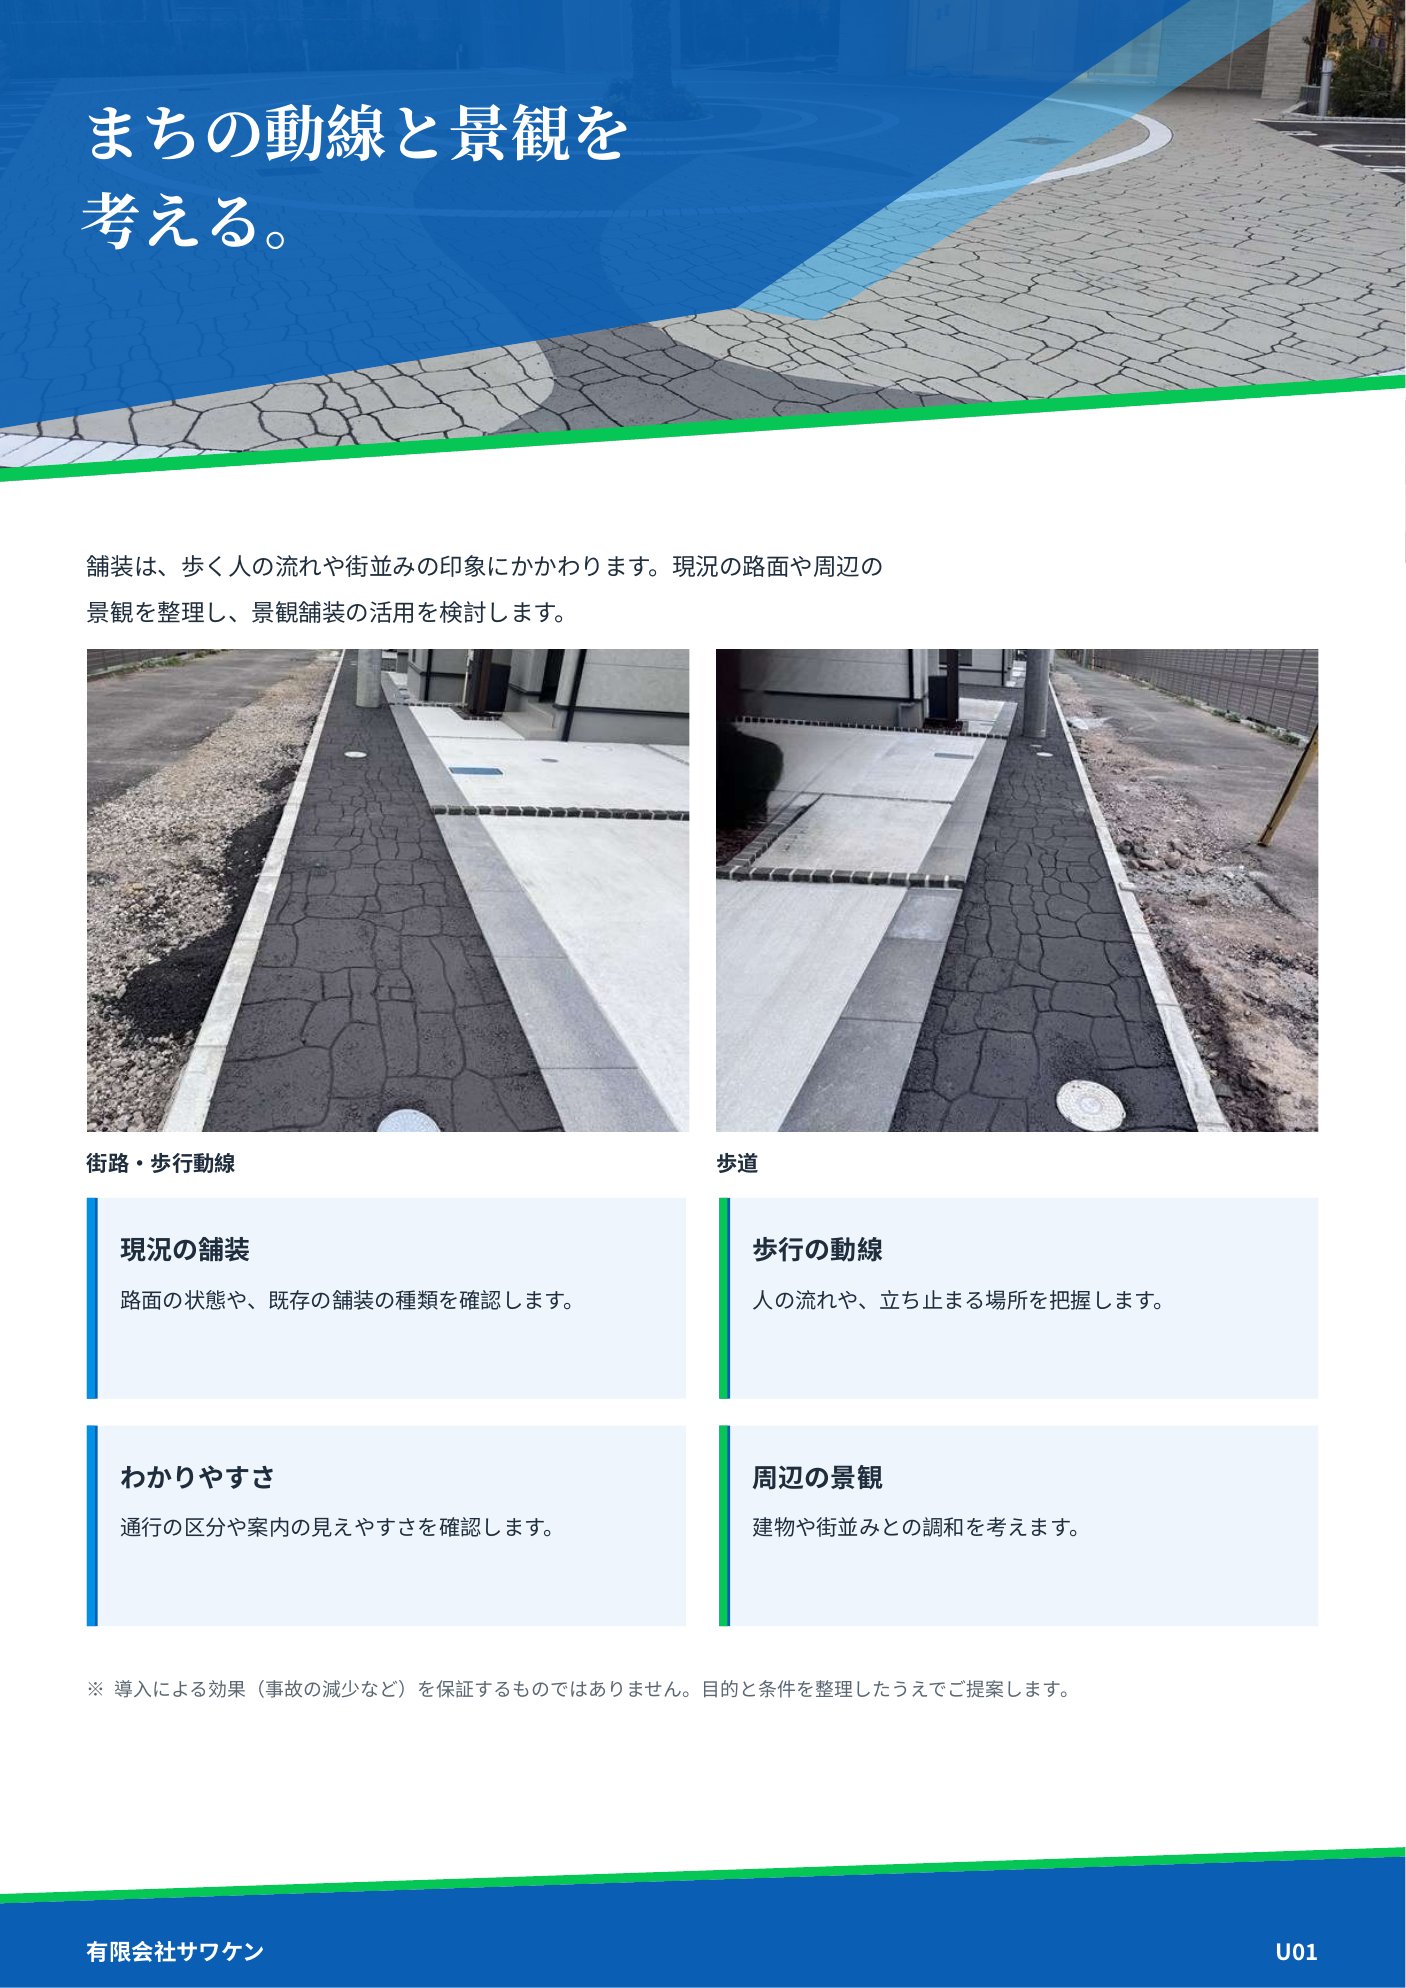 まちの動線と景観を
考える。
舗装は、歩く人の流れや街並みの印象にかかわります。現況の路面や周辺の
景観を整理し、景観舗装の活用を検討します。
街路・歩行動線
歩道
現況の舗装
路面の状態や、既存の舗装の種類を確認します。
歩行の動線
人の流れや、立ち止まる場所を把握します。
わかりやすさ
通行の区分や案内の見えやすさを確認します。
周辺の景観
建物や街並みとの調和を考えます。
※ 導入による効果（事故の減少など）を保証するものではありません。目的と条件を整理したうえでご提案します。
有限会社サワケン
U01